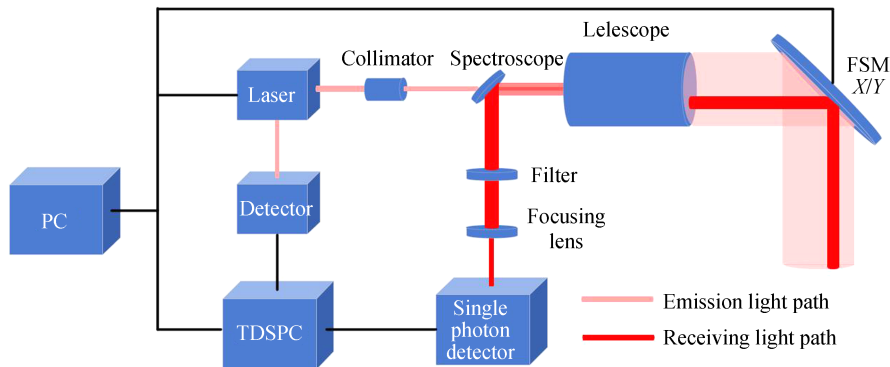 Lelescope
Collimator
Spectroscope
FSM
X/Y
Laser
Filter
PC
Detector
Focusing
lens
TDSPC
Single
photon
detector
Emission light path
Receiving light path